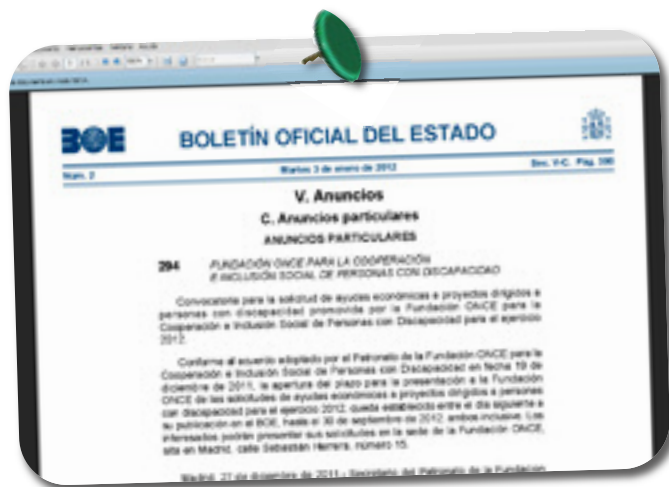 BOE
BOLETÍN OFICIAL DEL ESTADO
Núm. 2
Martes 3 de enero de 2012
Sec. V-C. Pág. 390
V. Anuncios
C. Anuncios particulares
ANUNCIOS PARTICULARES
294
FUNDACIÓN ONCE PARA LA COOPERACIÓN
E INCLUSIÓN SOCIAL DE PERSONAS CON DISCAPACIDAD
Convocatoria para la solicitud de ayudas económicas a proyectos dirigidos a
personas con discapacidad promovida por la Fundación ONCE para la
Cooperación e Inclusión Social de Personas con Discapacidad para el ejercicio
2012.
Conforme al acuerdo adoptado por el Patronato de la Fundación ONCE para la
Cooperación e Inclusión Social de Personas con Discapacidad en fecha 19 de
diciembre de 2011, la apertura del plazo para la presentación a la Fundación
ONCE de las solicitudes de ayudas económicas a proyectos dirigidos a personas
con discapacidad para el ejercicio 2012, queda establecido entre el día siguiente a
su publicación en el BOE, hasta el 30 de septiembre de 2012, ambos inclusive. Los
interesados podrán presentar sus solicitudes en la sede de la Fundación ONCE,
sita en Madrid, calle Sebastián Herrera, número 15.
Madrid, 27 de diciembre de 2011.- Secretario del Patronato de la Fundación